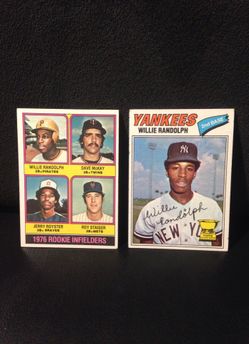 WILLIE RANDOLPH
2B-PIRATES
DAVE McKAY
3B-TWINS
JERRY ROYSTER
3B-BRAVES
ROY STAIGER
3B-METS
1976 ROOKIE INFIELDERS
YANKEES
2nd BASE
WILLIE RANDOLPH
Willie Randolph
NEW YORK